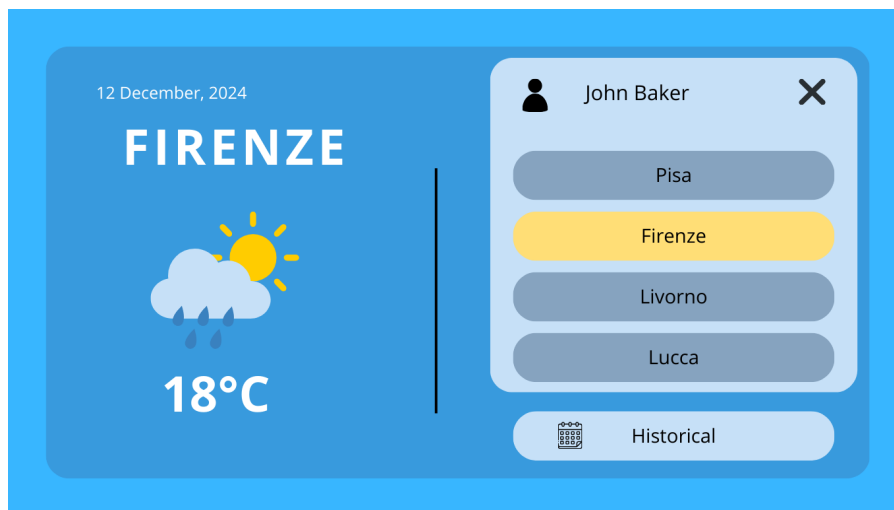 12 December, 2024
FIRENZE
18°C
John Baker
Pisa
Firenze
Livorno
Lucca
Historical